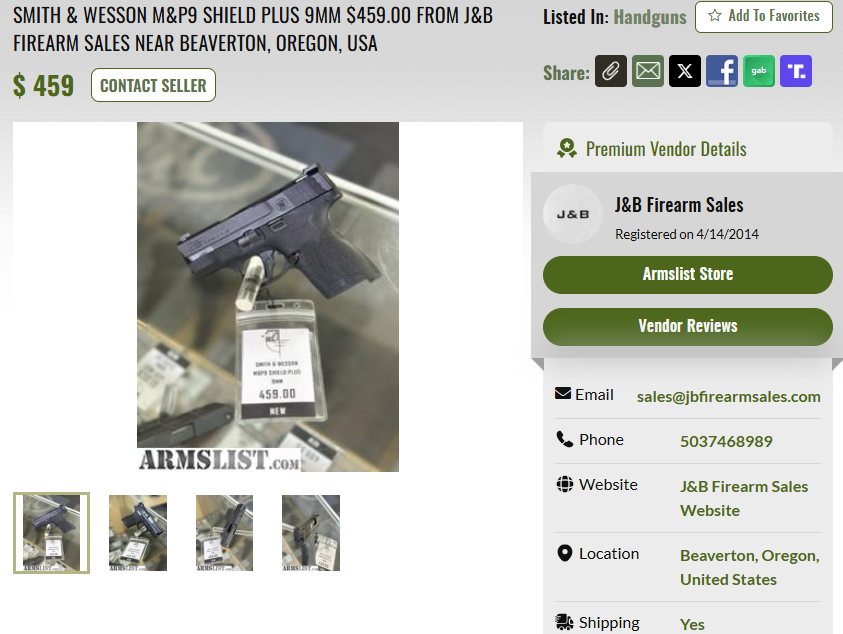 SMITH & WESSON M&P9 SHIELD PLUS 9MM $459.00 FROM J&B
FIREARM SALES NEAR BEAVERTON, OREGON, USA
$ 459
CONTACT SELLER
SMITH & WESSON
M&P9 SHIELD PLUS
9MM
459.00
NEW
ARMSLIST.COM
Listed In: Handguns
Add To Favorites
Share:
X
f
gab
T.
Premium Vendor Details
J&B
J&B Firearm Sales
Registered on 4/14/2014
Armslist Store
Vendor Reviews
Email sales@jbfirearmsales.com
Phone 5037468989
Website J&B Firearm Sales
Website
Location Beaverton, Oregon,
United States
Shipping Yes